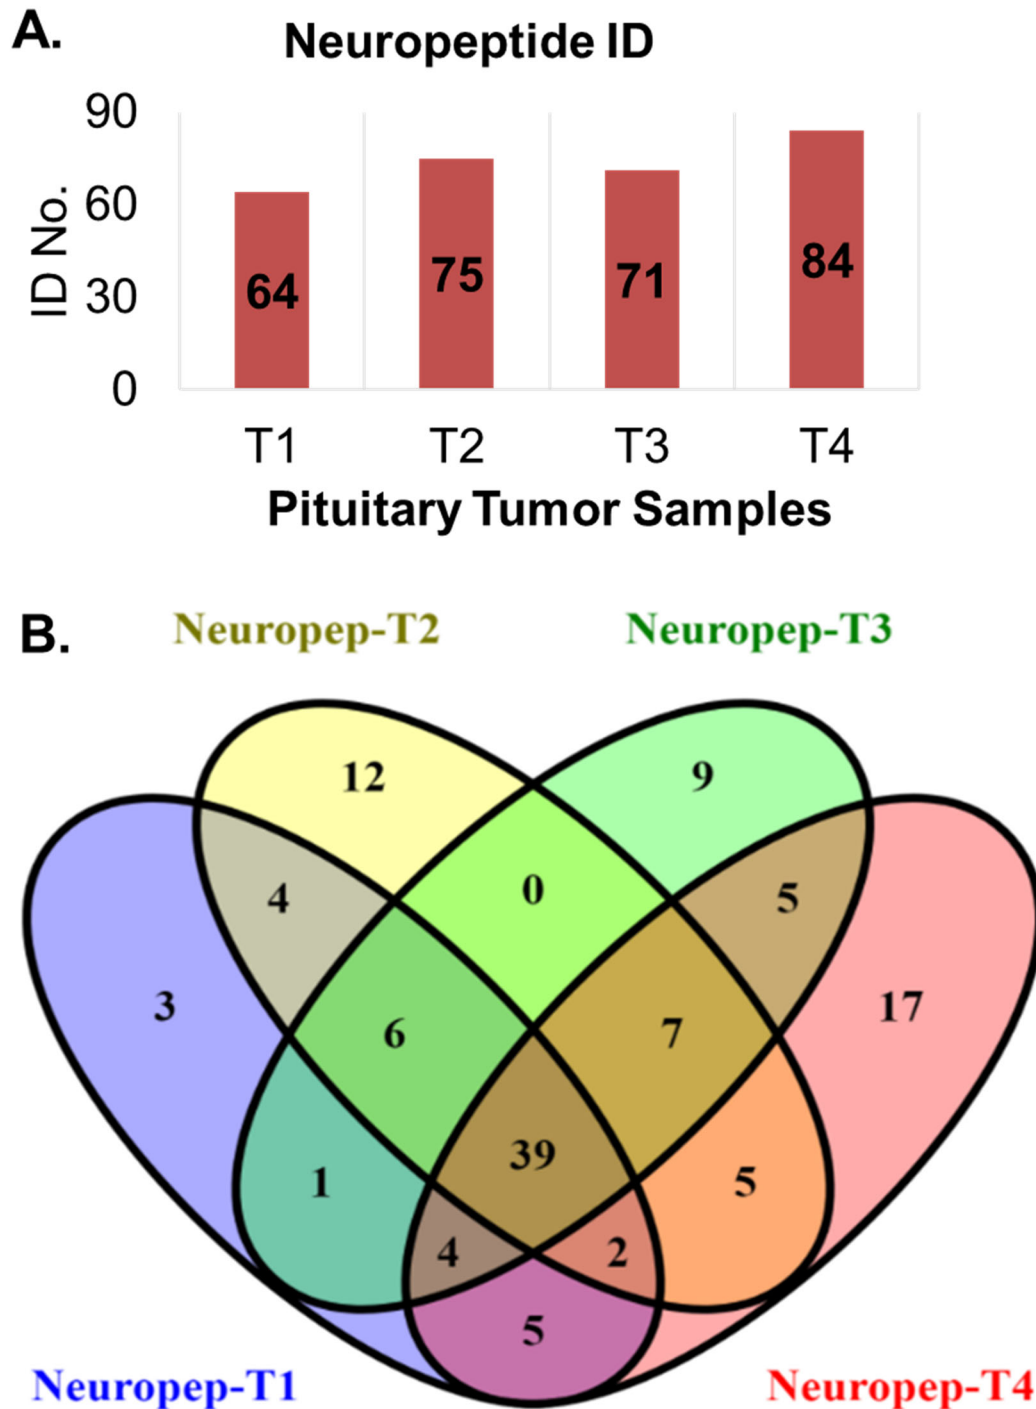 A.
Neuropeptide ID
90
60
30
0
ID No.
64
75
71
84
T1 T2 T3 T4
Pituitary Tumor Samples
B.
Neuropep-T2 Neuropep-T3
12 9
4 0 5
3 6 7 17
39
1 5
4 2
5
Neuropep-T1 Neuropep-T4